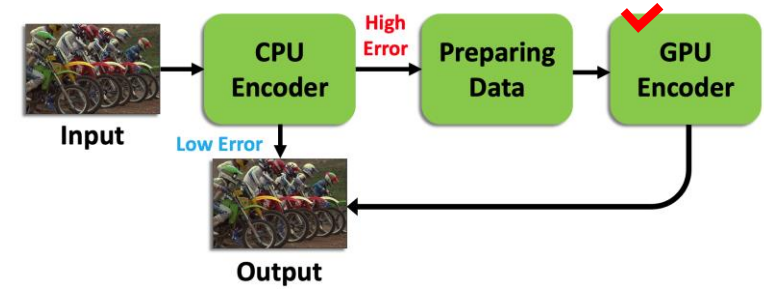 Input
CPU
Encoder
High
Error
Preparing
Data
GPU
Encoder
Low Error
Output